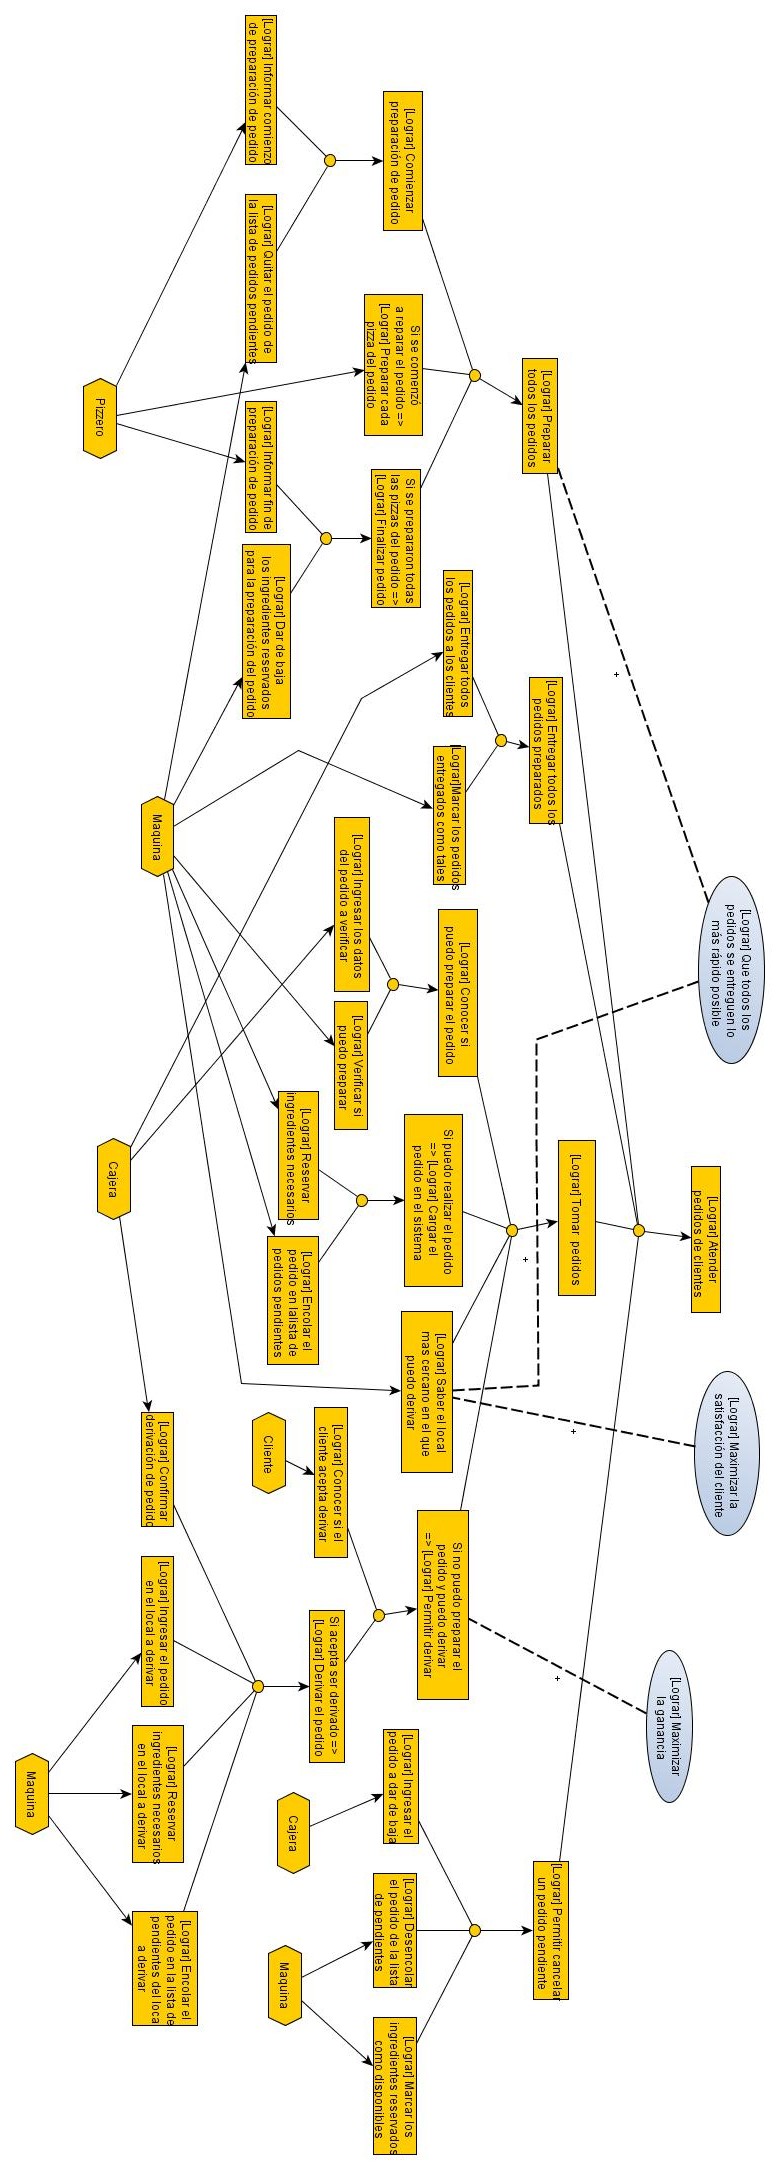 [Lograr] Que todos los
pedidos se entreguen lo
más rápido posible
[Lograr] Maximizar la
satisfacción del cliente
[Lograr] Maximizar
la ganancia
[Lograr] Atender
pedidos de clientes
+
+
+
+
[Lograr] Preparar
todos los pedidos
[Lograr] Entregar todos los
pedidos preparados
[Lograr] Tomar pedidos
[Lograr] Permitir cancelar
un pedido pendiente
[Lograr] Comienzar
preparación de pedido
Si se comenzó
a reparar el pedido =>
[Lograr] Preparar cada
pizza del pedido
Si se prepararon todas
las pizzas del pedido =>
[Lograr] Finalizar pedido
[Lograr] Entregar todos
los pedidos a los clientes
[Lograr]Marcar los pedidos
entregados como tales
[Lograr] Conocer si
puedo preparar el pedido
Si puedo realizar el pedido
=> [Lograr] Cargar el
pedido en el sistema
[Lograr] Saber el local
mas cercano en el que
puedo derivar
Si no puedo preparar el
pedido y puedo derivar
=> [Lograr] Permitir derivar
[Lograr] Ingresar el
pedido a dar de baja
[Lograr] Desencolar
el pedido de la lista
de pendientes
[Lograr] Marcar los
ingredientes reservados
como disponibles
[Lograr] Informar comienzo
de preparación de pedido
[Lograr] Quitar el pedido de
la lista de pedidos pendientes
[Lograr] Informar fin de
preparación de pedido
[Lograr] Dar de baja
los ingredientes reservados
para la preparación del pedido
[Lograr] Ingresar los datos
del pedido a verificar
[Lograr] Verificar si
puedo preparar
[Lograr] Reservar
ingredientes necesarios
[Lograr] Encolar el
pedido en lalista de
pedidos pendientes
[Lograr] Conocer si el
cliente acepta derivar
Si acepta ser derivado =>
[Lograr] Derivar el pedido
Cliente
Cajera
Maquina
Pizzero
Maquina
Cajera
[Lograr] Confirmar
derivación de pedido
[Lograr] Ingresar el pedido
en el local a derivar
[Lograr] Reservar
ingredientes necesarios
en el local a derivar
[Lograr] Encolar el
pedido en la lista de
pendientes del loca
a derivar
Maquina